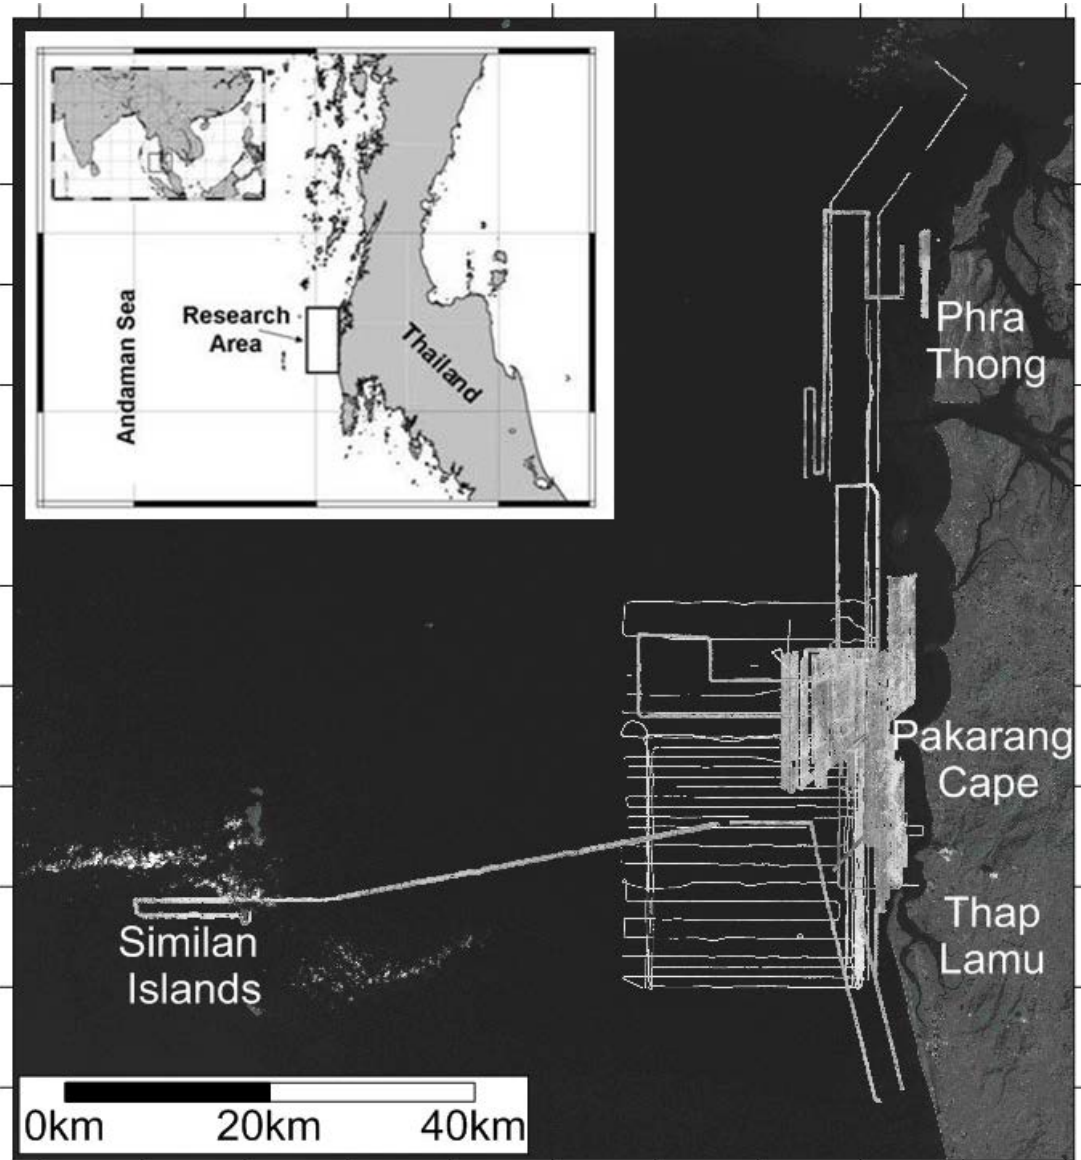 Research
Area
Andaman Sea
Thailand
Phra
Thong
Pakarang
Cape
Thap
Lamu
Similan
Islands
0km 20km 40km